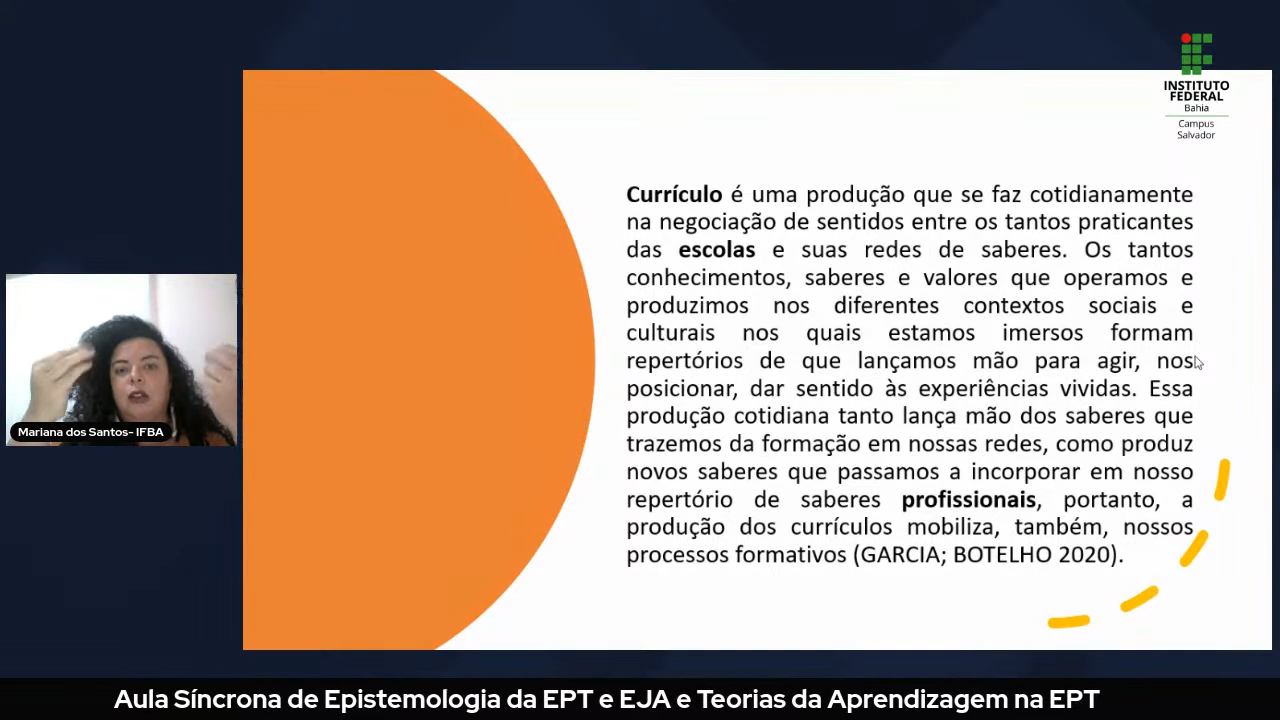 INSTITUTO
FEDERAL
Bahia
Campus
Salvador
Currículo é uma produção que se faz cotidianamente
na negociação de sentidos entre os tantos praticantes
das escolas e suas redes de saberes. Os tantos
conhecimentos, saberes e valores que operamos e
produzimos nos diferentes contextos sociais e
culturais nos quais estamos imersos formam
repertórios de que lançamos mão para agir, nos
posicionar, dar sentido às experiências vividas. Essa
produção cotidiana tanto lança mão dos saberes que
trazemos da formação em nossas redes, como produz
novos saberes que passamos a incorporar em nosso
repertório de saberes profissionais, portanto, a
produção dos currículos mobiliza, também, nossos
processos formativos (GARCIA; BOTELHO 2020).
Mariana dos Santos- IFBA
Aula Síncrona de Epistemologia da EPT e EJA e Teorias da Aprendizagem na EPT